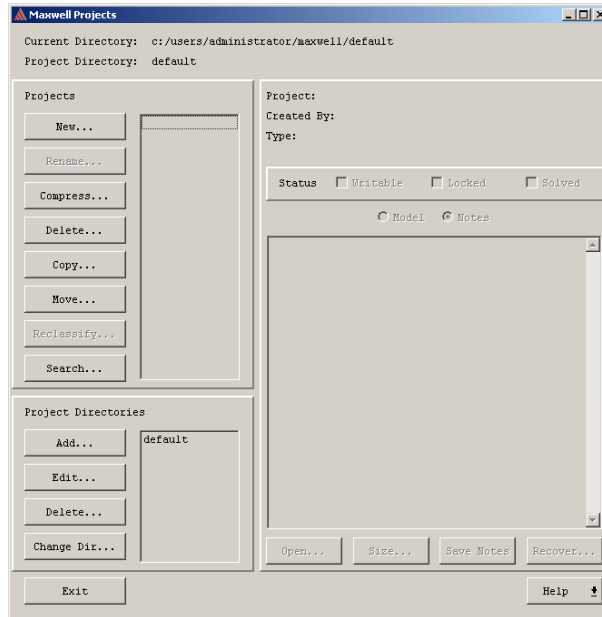 Maxwell Projects
Current Directory: c:/users/administrator/maxwell/default
Project Directory: default
Projects
New...
Rename...
Compress...
Delete...
Copy...
Move...
Reclassify...
Search...
Project Directories
Add...
default
Edit...
Delete...
Change Dir...
Exit
Project:
Created By:
Type:
Status Writable Locked Solved
Model Notes
Open... Size... Save Notes Recover...
Help